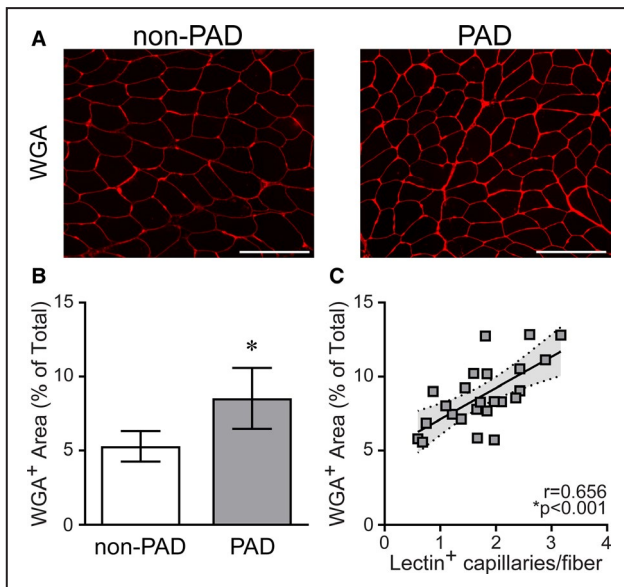 A
non-PAD
PAD
WGA
B
15
10
5
0
WGA+ Area (% of Total)
*
non-PAD
PAD
C
15
10
5
0
WGA+ Area (% of Total)
r=0.656
*p<0.001
0 1 2 3 4
Lectin+ capillaries/fiber